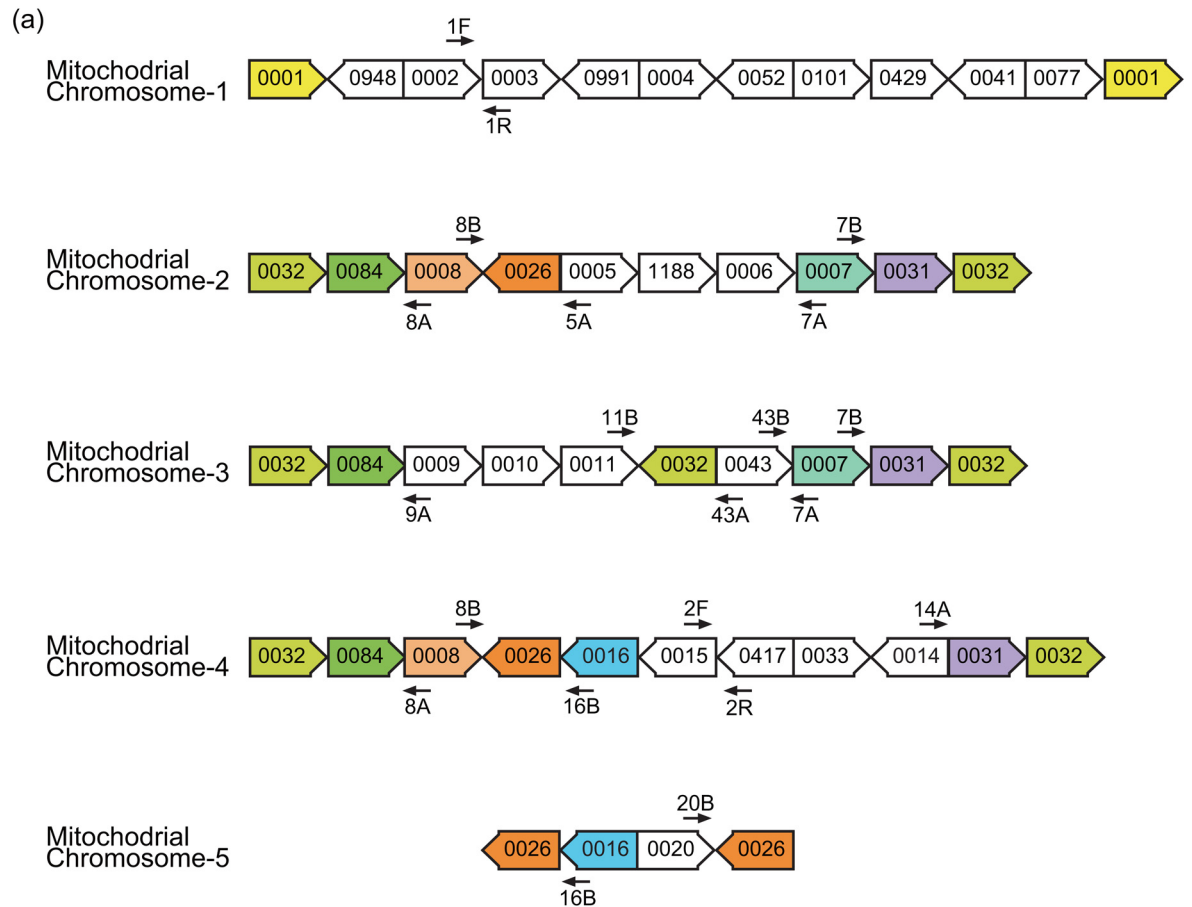 (a)
1F
Mitochodrial
Chromosome-1
0001 0948 0002 0003 0991 0004 0052 0101 0429 0041 0077 0001
1R
8B 7B
Mitochodrial
Chromosome-2
0032 0084 0008 0026 0005 1188 0006 0007 0031 0032
8A 5A 7A
11B 43B 7B
Mitochodrial
Chromosome-3
0032 0084 0009 0010 0011 0032 0043 0007 0031 0032
9A 43A 7A
8B 2F 14A
Mitochodrial
Chromosome-4
0032 0084 0008 0026 0016 0015 0417 0033 0014 0031 0032
8A 16B 2R
20B
Mitochodrial
Chromosome-5
0026 0016 0020 0026
16B